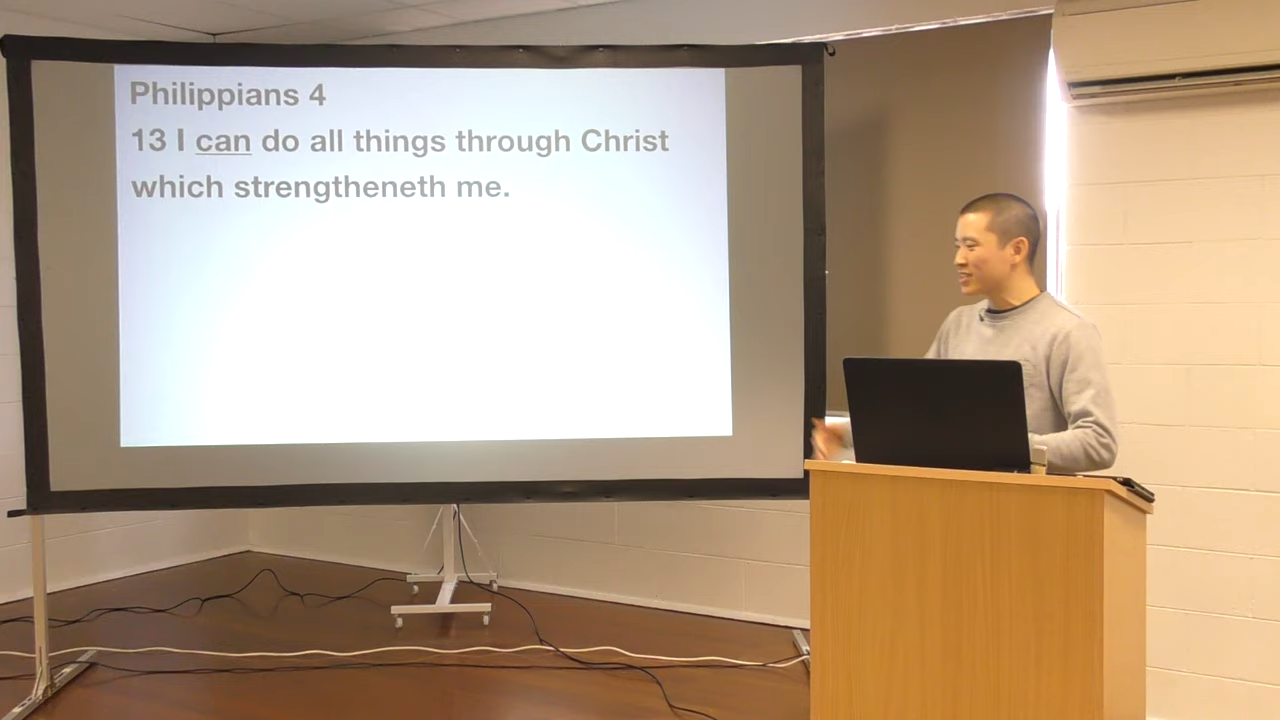 Philippians 4
13 I can do all things through Christ
which strengtheneth me.